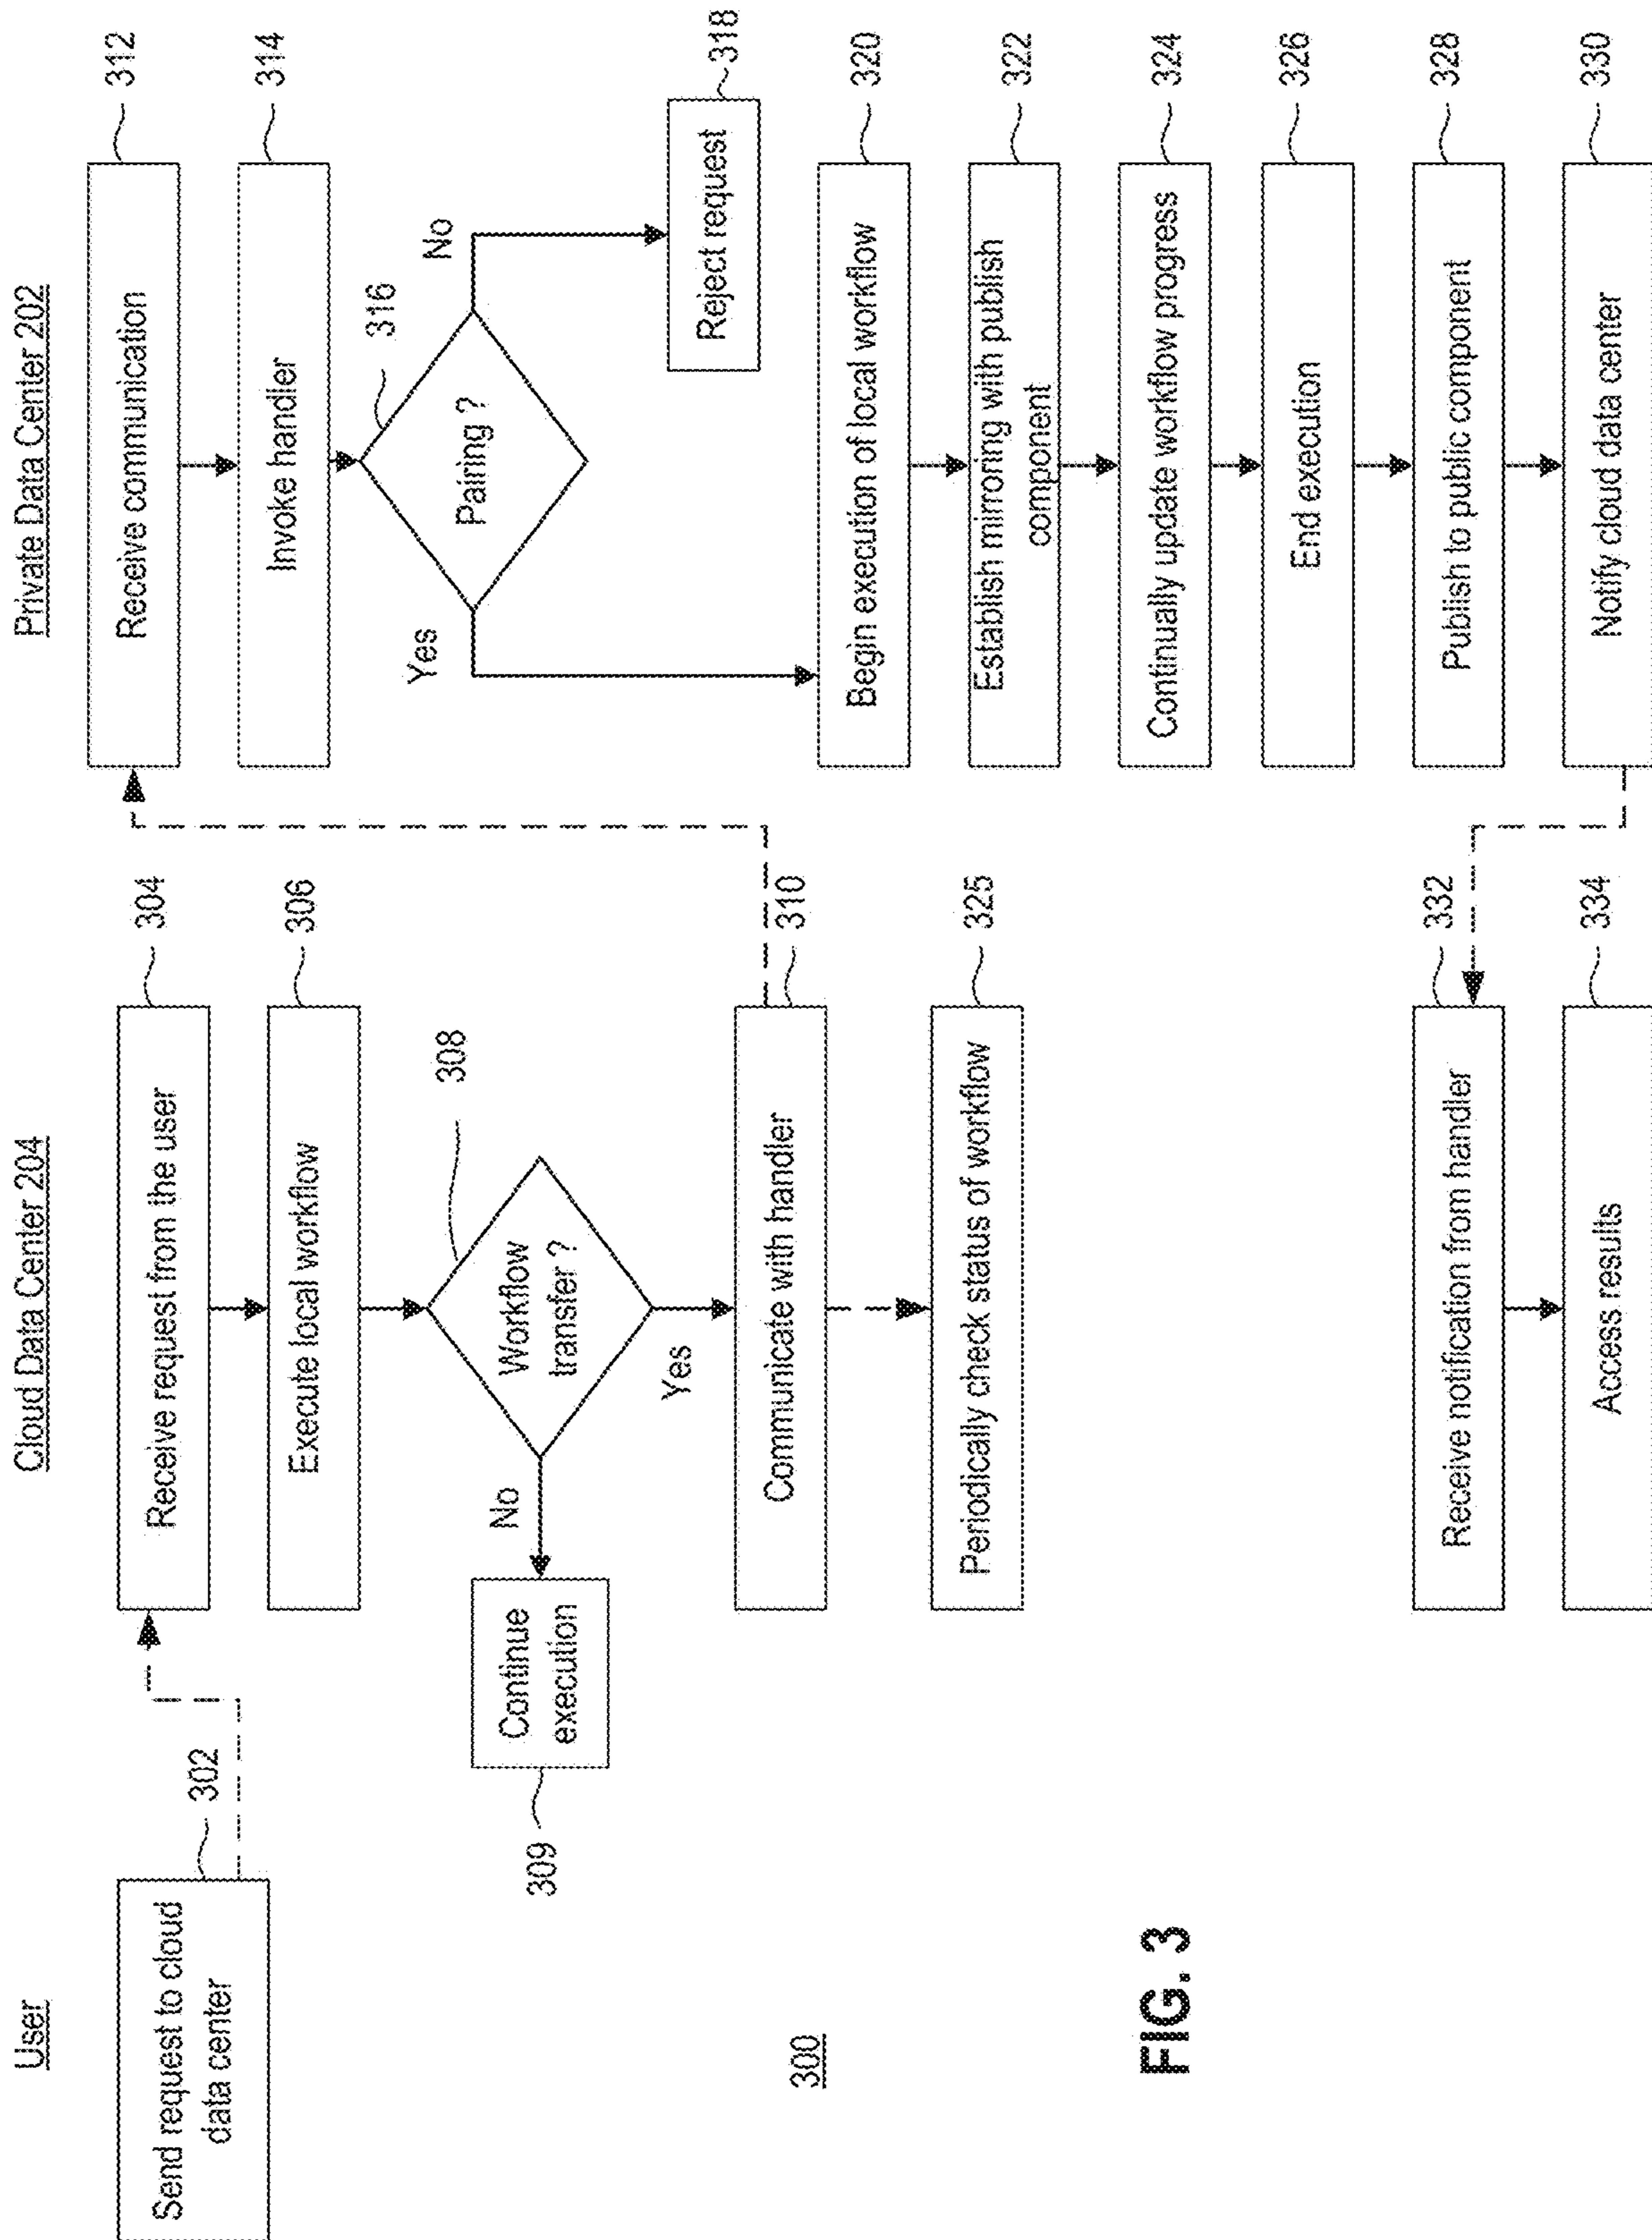 User
Cloud Data Center 204
Private Data Center 202
Send request to cloud
data center
302
Receive request from the user
304
Execute local workflow
306
Workflow
transfer ?
308
No
Yes
Continue
execution
309
Communicate with handler
310
Periodically check status of workflow
325
Receive communication
312
Invoke handler
314
Pairing ?
316
No
Yes
Reject request
318
Begin execution of local workflow
320
Establish mirroring with publish
component
322
Continually update workflow progress
324
End execution
326
Publish to public component
328
Notify cloud data center
330
Receive notification from handler
332
Access results
334
300
FIG. 3